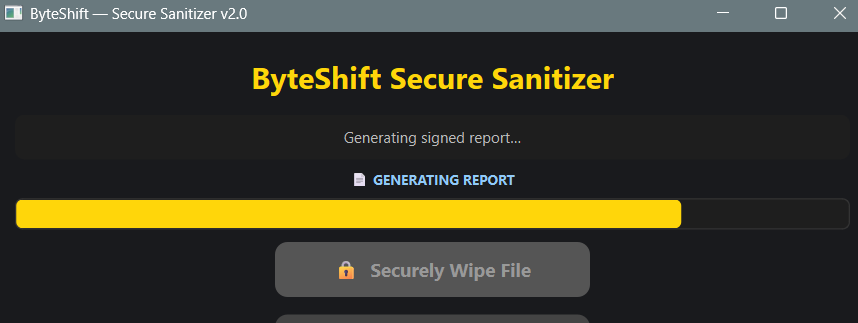 ByteShift — Secure Sanitizer v2.0
ByteShift Secure Sanitizer
Generating signed report...
GENERATING REPORT
Securely Wipe File